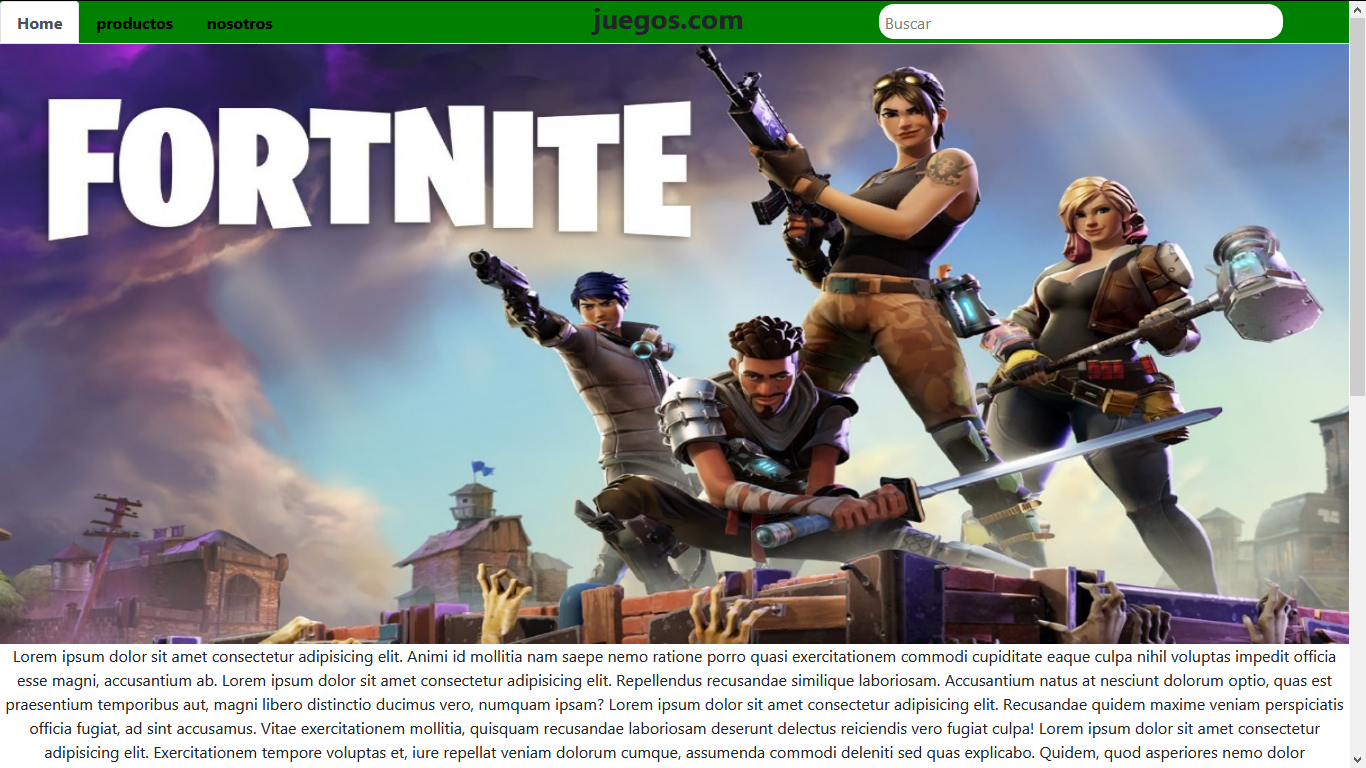 Home productos nosotros juegos.com Buscar
FORTNITE
Lorem ipsum dolor sit amet consectetur adipisicing elit. Animi id mollitia nam saepe nemo ratione porro quasi exercitationem commodi cupiditate eaque culpa nihil voluptas impedit officia
esse magni, accusantium ab. Lorem ipsum dolor sit amet consectetur adipisicing elit. Repellendus recusandae similique laboriosam. Accusantium natus at nesciunt dolorum optio, quas est
praesentium temporibus aut, magni libero distinctio ducimus vero, numquam ipsam? Lorem ipsum dolor sit amet consectetur adipisicing elit. Recusandae quidem maxime veniam perspiciatis
officia fugiat, ad sint accusamus. Vitae exercitationem mollitia, quisquam recusandae laboriosam deserunt delectus reiciendis vero fugiat culpa! Lorem ipsum dolor sit amet consectetur
adipisicing elit. Exercitationem tempore voluptas et, iure repellat veniam dolorum cumque, assumenda commodi deleniti sed quas explicabo. Quidem, quod asperiores nemo dolor